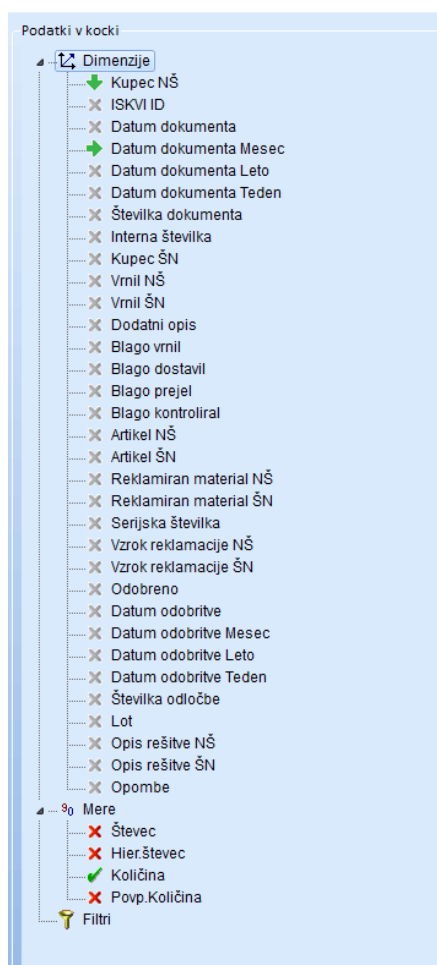 Podatki v kocki
Dimenzije
Kupec NŠ
ISKVI ID
Datum dokumenta
Datum dokumenta Mesec
Datum dokumenta Leto
Datum dokumenta Teden
Številka dokumenta
Interna številka
Kupec ŠN
Vrnil NŠ
Vrnil ŠN
Dodatni opis
Blago vrnil
Blago dostavil
Blago prejel
Blago kontroliral
Artikel NŠ
Artikel ŠN
Reklamiran material NŠ
Reklamiran material ŠN
Serijska številka
Vzrok reklamacije NŠ
Vzrok reklamacije ŠN
Odobreno
Datum odobritve
Datum odobritve Mesec
Datum odobritve Leto
Datum odobritve Teden
Številka odločbe
Lot
Opis rešitve NŠ
Opis rešitve ŠN
Opombe
90 Mere
Števec
Hier.števec
Količina
Povp.Količina
Filtri